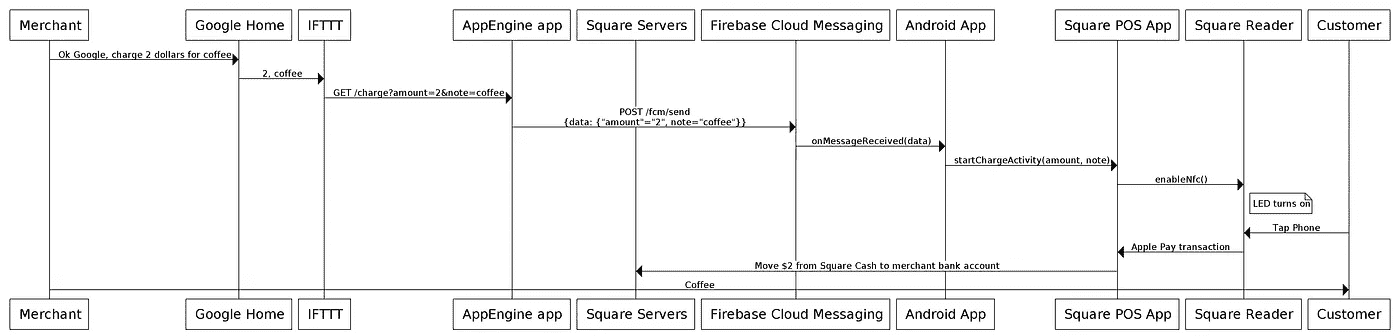 Merchant
Google Home
IFTTT
AppEngine app
Square Servers
Firebase Cloud Messaging
Android App
Square POS App
Square Reader
Customer
Ok Google, charge 2 dollars for coffee
2, coffee
GET /charge?amount=2&note=coffee
POST /fcm/send
{data: {"amount"="2", note="coffee"}}
onMessageReceived(data)
startChargeActivity(amount, note)
enableNfc()
LED turns on
Tap Phone
Apple Pay transaction
Move $2 from Square Cash to merchant bank account
Coffee
Merchant
Google Home
IFTTT
AppEngine app
Square Servers
Firebase Cloud Messaging
Android App
Square POS App
Square Reader
Customer